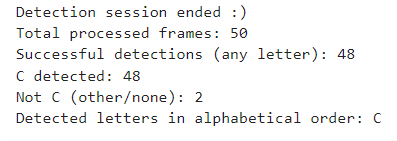 Detection session ended :)
Total processed frames: 50
Successful detections (any letter): 48
C detected: 48
Not C (other/none): 2
Detected letters in alphabetical order: C